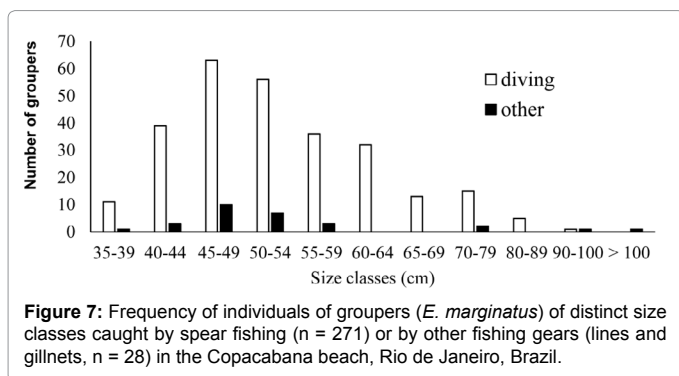 70
60
50
40
30
20
10
0
Number of groupers
diving
other
35-39 40-44 45-49 50-54 55-59 60-64 65-69 70-79 80-89 90-100 > 100
Size classes (cm)
Figure 7: Frequency of individuals of groupers (E. marginatus) of distinct size
classes caught by spear fishing (n = 271) or by other fishing gears (lines and
gillnets, n = 28) in the Copacabana beach, Rio de Janeiro, Brazil.